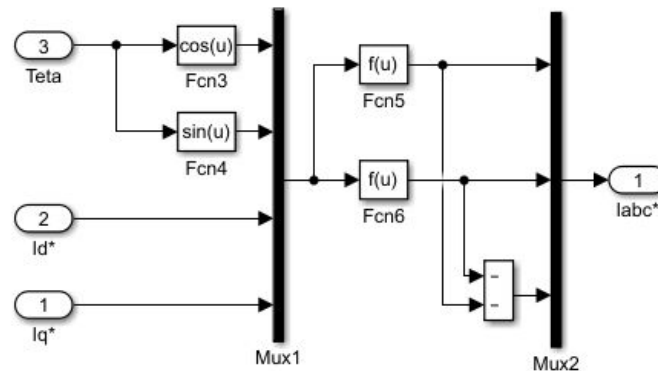 3
Teta
cos(u)
Fcn3
sin(u)
Fcn4
2
Id*
1
Iq*
Mux1
f(u)
Fcn5
f(u)
Fcn6
-
-
Mux2
1
Iabc*